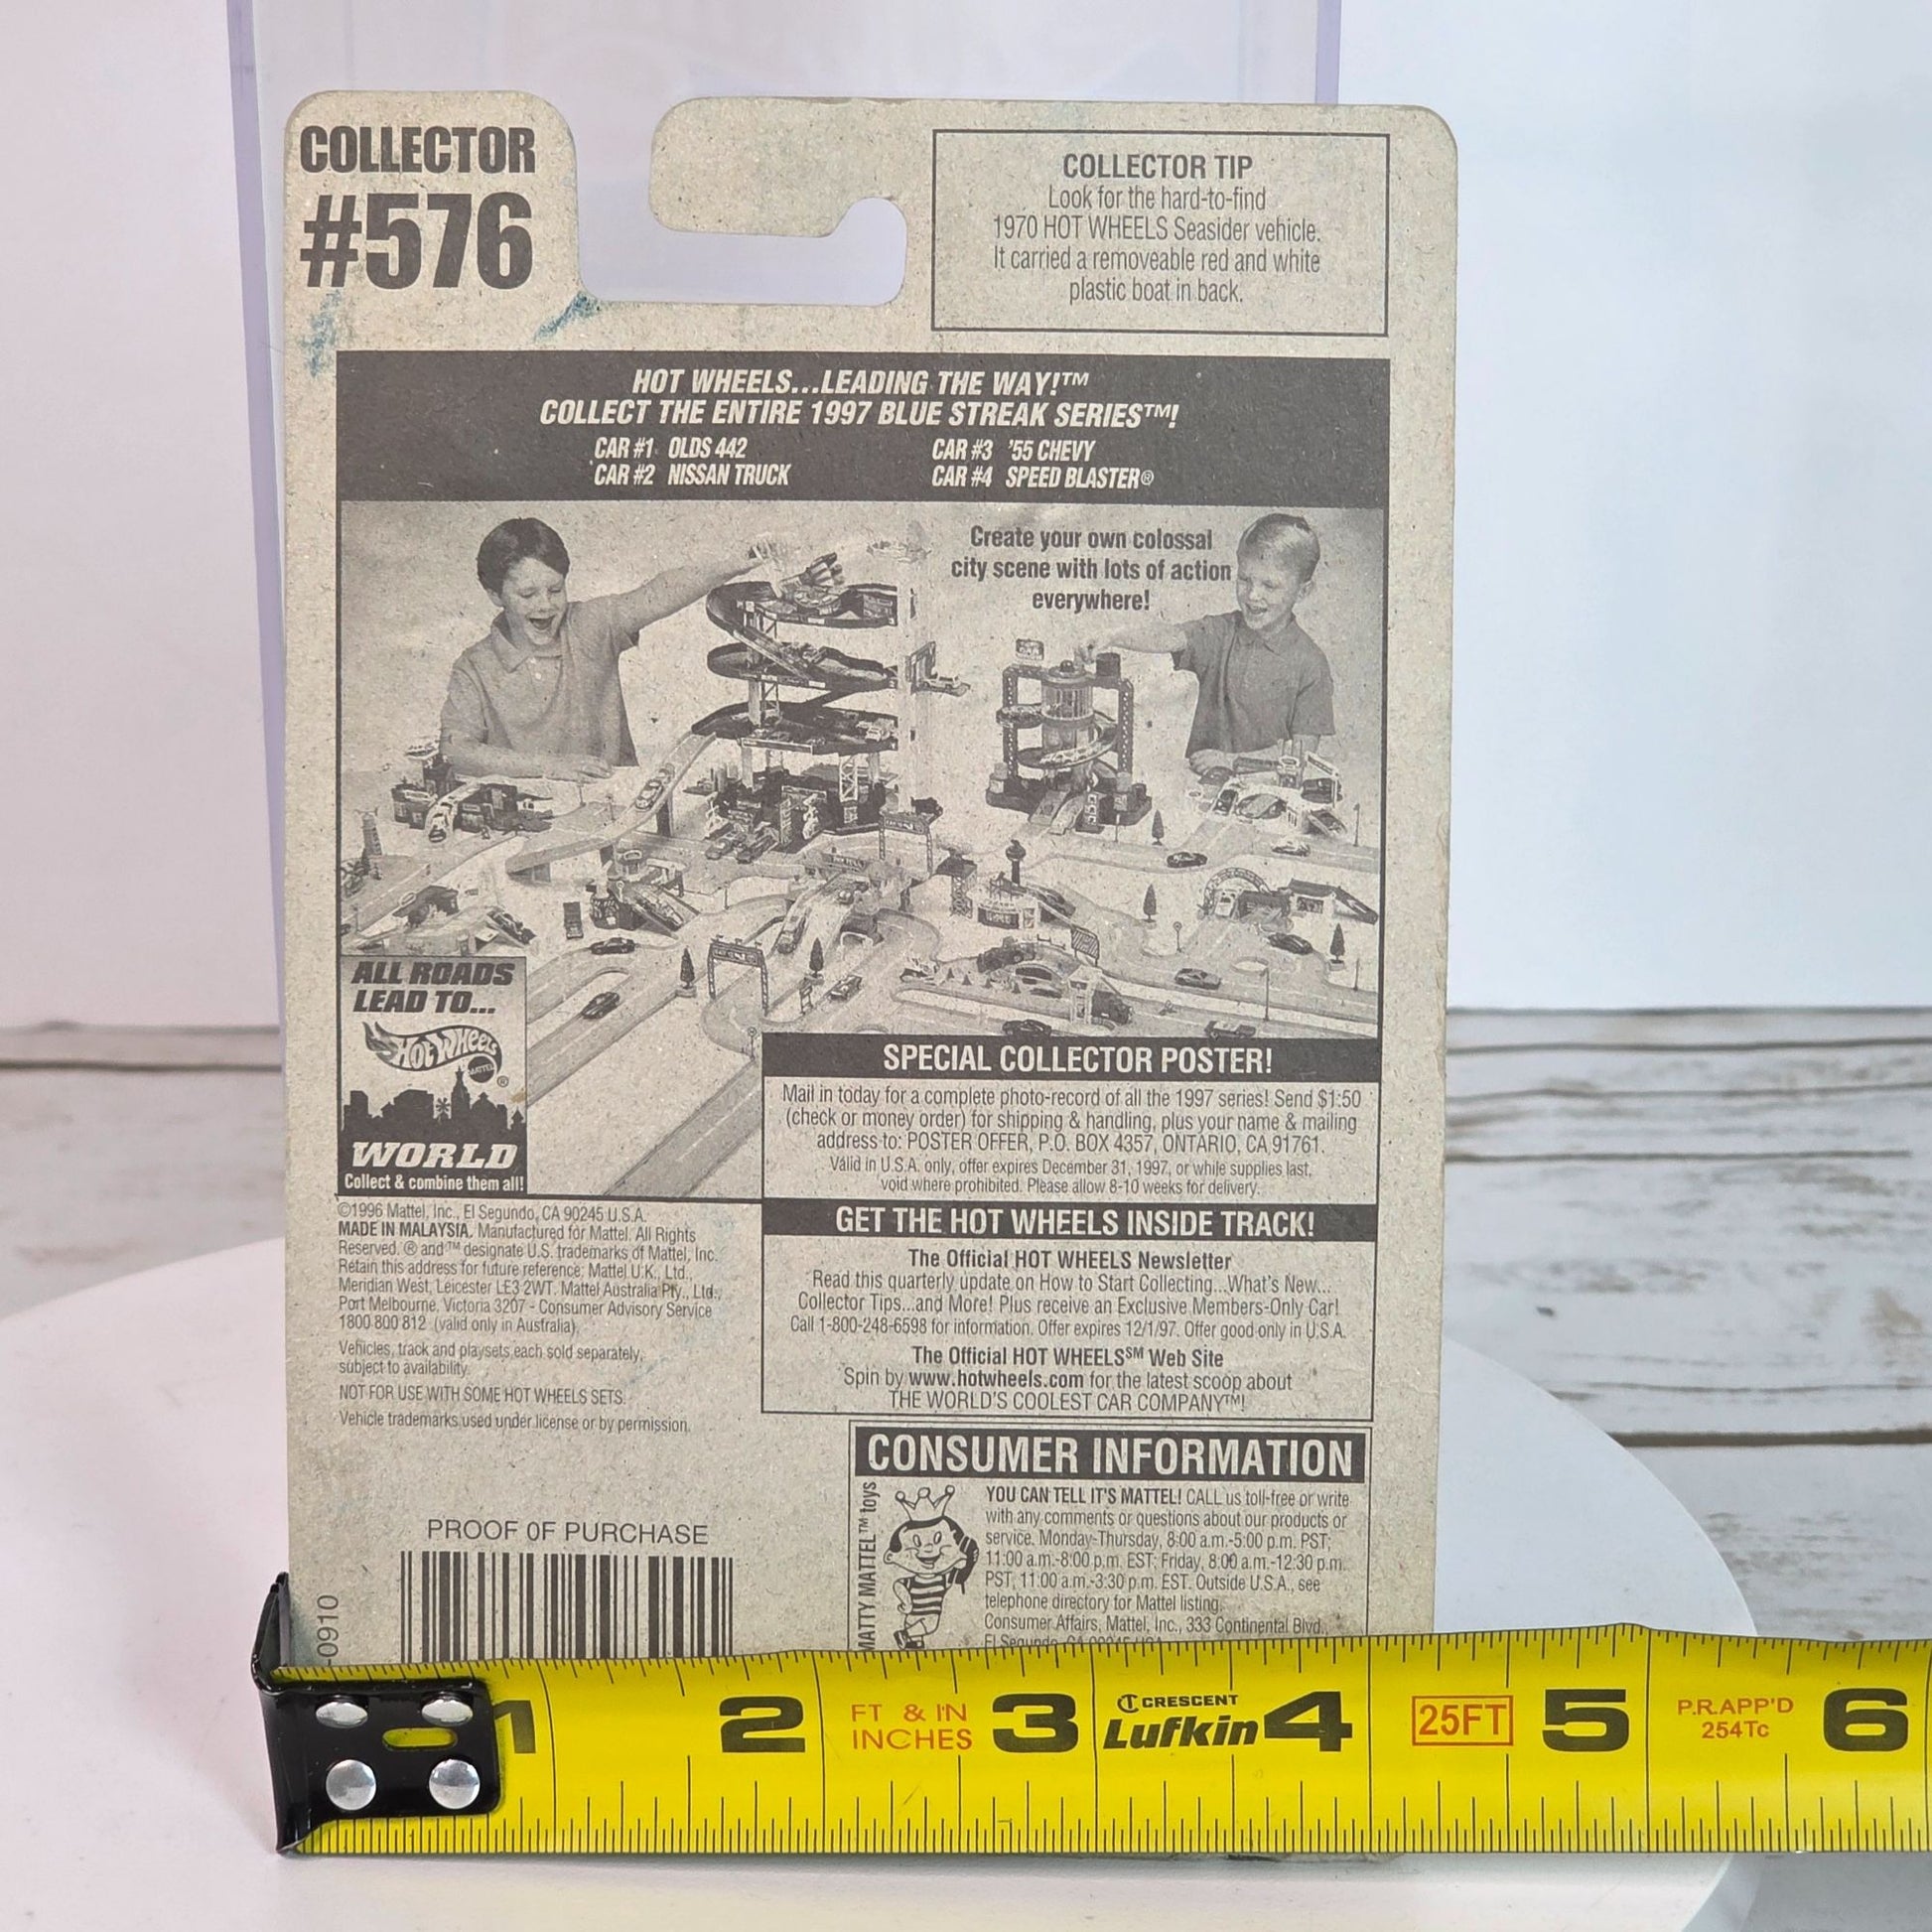 COLLECTOR
#576
COLLECTOR TIP
Look for the hard-to-find
1970 HOT WHEELS Seasider vehicle.
It carried a removeable red and white
plastic boat in back.
HOT WHEELS...LEADING THE WAY!™
COLLECT THE ENTIRE 1997 BLUE STREAK SERIES™!
CAR #1 OLDS 442
CAR #2 NISSAN TRUCK
CAR #3 '55 CHEVY
CAR #4 SPEED BLASTER®
Create your own colossal
city scene with lots of action
everywhere!
ALL ROADS
LEAD TO...
Hot Wheels
MATTEL
®
WORLD
Collect & combine them all!
SPECIAL COLLECTOR POSTER!
Mail in today for a complete photo-record of all the 1997 series! Send $1.50
(check or money order) for shipping & handling, plus your name & mailing
address to: POSTER OFFER, P.O. BOX 4357, ONTARIO, CA 91761.
Valid in U.S.A. only, offer expires December 31, 1997, or while supplies last,
void where prohibited. Please allow 8-10 weeks for delivery.
©1996 Mattel, Inc., El Segundo, CA 90245 U.S.A.
MADE IN MALAYSIA. Manufactured for Mattel. All Rights
Reserved. ® and ™ designate U.S. trademarks of Mattel, Inc.
Retain this address for future reference: Mattel U.K., Ltd.,
Meridian West, Leicester LE3 2WT. Mattel Australia Pty., Ltd.,
Port Melbourne, Victoria 3207 - Consumer Advisory Service
1800 800 812 (valid only in Australia).
Vehicles, track and playsets each sold separately,
subject to availability.
NOT FOR USE WITH SOME HOT WHEELS SETS.
Vehicle trademarks used under license or by permission.
GET THE HOT WHEELS INSIDE TRACK!
The Official HOT WHEELS Newsletter
Read this quarterly update on How to Start Collecting...What's New...
Collector Tips...and More! Plus receive an Exclusive Members-Only Car!
Call 1-800-248-6598 for information. Offer expires 12/1/97. Offer good only in U.S.A.
The Official HOT WHEELS℠ Web Site
Spin by www.hotwheels.com for the latest scoop about
THE WORLD'S COOLEST CAR COMPANY™!
CONSUMER INFORMATION
MATTY MATTEL™ toys
YOU CAN TELL IT'S MATTEL! CALL us toll-free or write
with any comments or questions about our products or
service. Monday-Thursday, 8:00 a.m.-5:00 p.m. PST;
11:00 a.m.-8:00 p.m. EST; Friday, 8:00 a.m.-12:30 p.m.
PST, 11:00 a.m.-3:30 p.m. EST. Outside U.S.A., see
telephone directory for Mattel listing.
Consumer Affairs, Mattel, Inc., 333 Continental Blvd.,
El Segundo, CA
PROOF OF PURCHASE
-0910
1 2 FT & IN INCHES 3 CRESCENT Lufkin 4 25FT 5 P.R.APP'D 254Tc 6